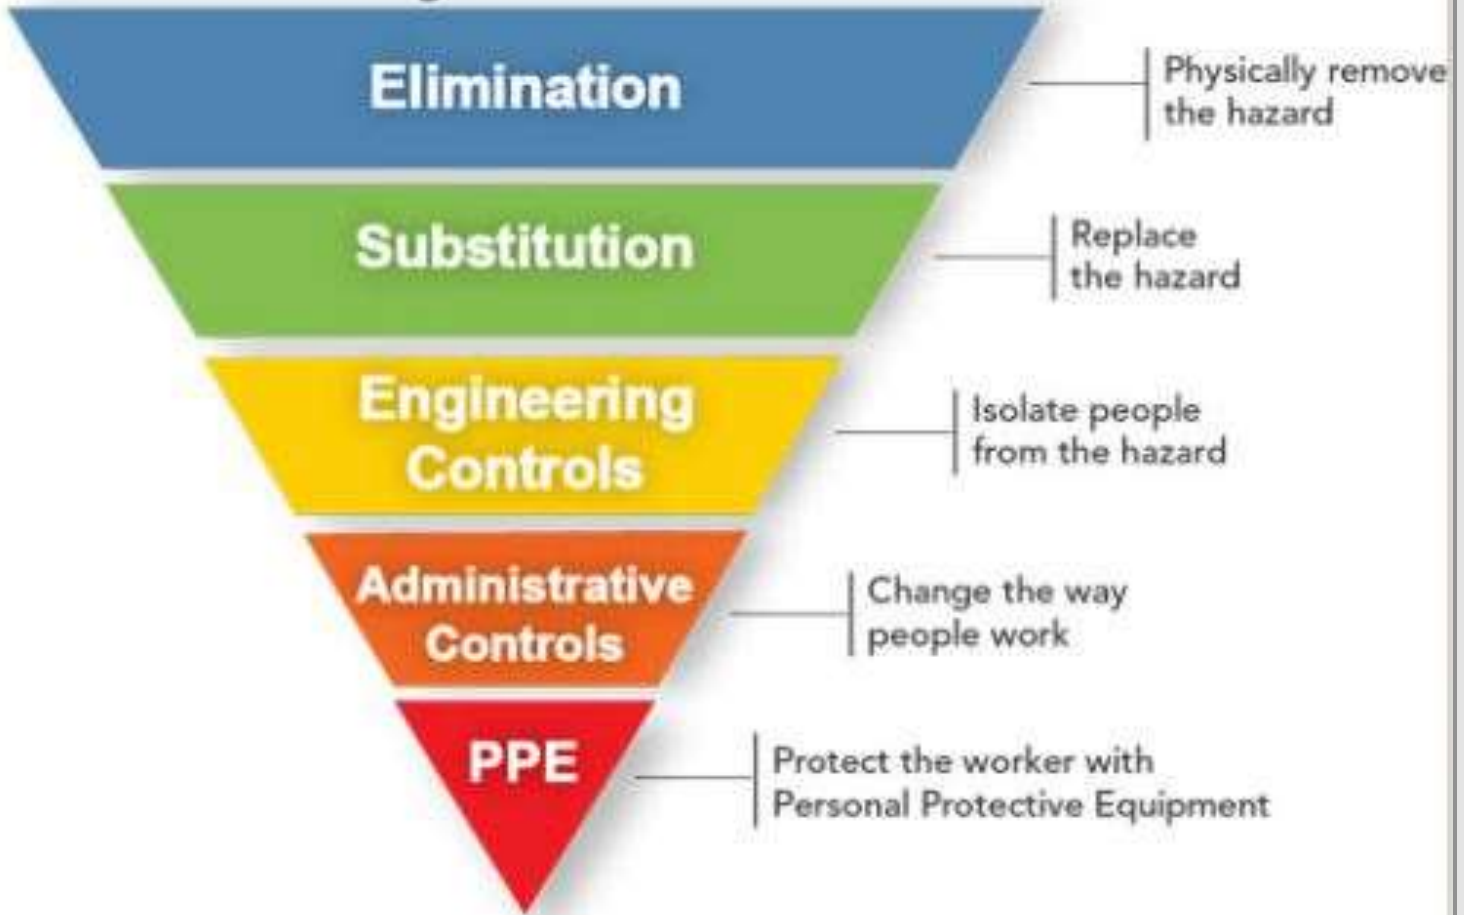 Elimination
Physically remove
the hazard
Substitution
Replace
the hazard
Engineering
Controls
Isolate people
from the hazard
Administrative
Controls
Change the way
people work
PPE
Protect the worker with
Personal Protective Equipment